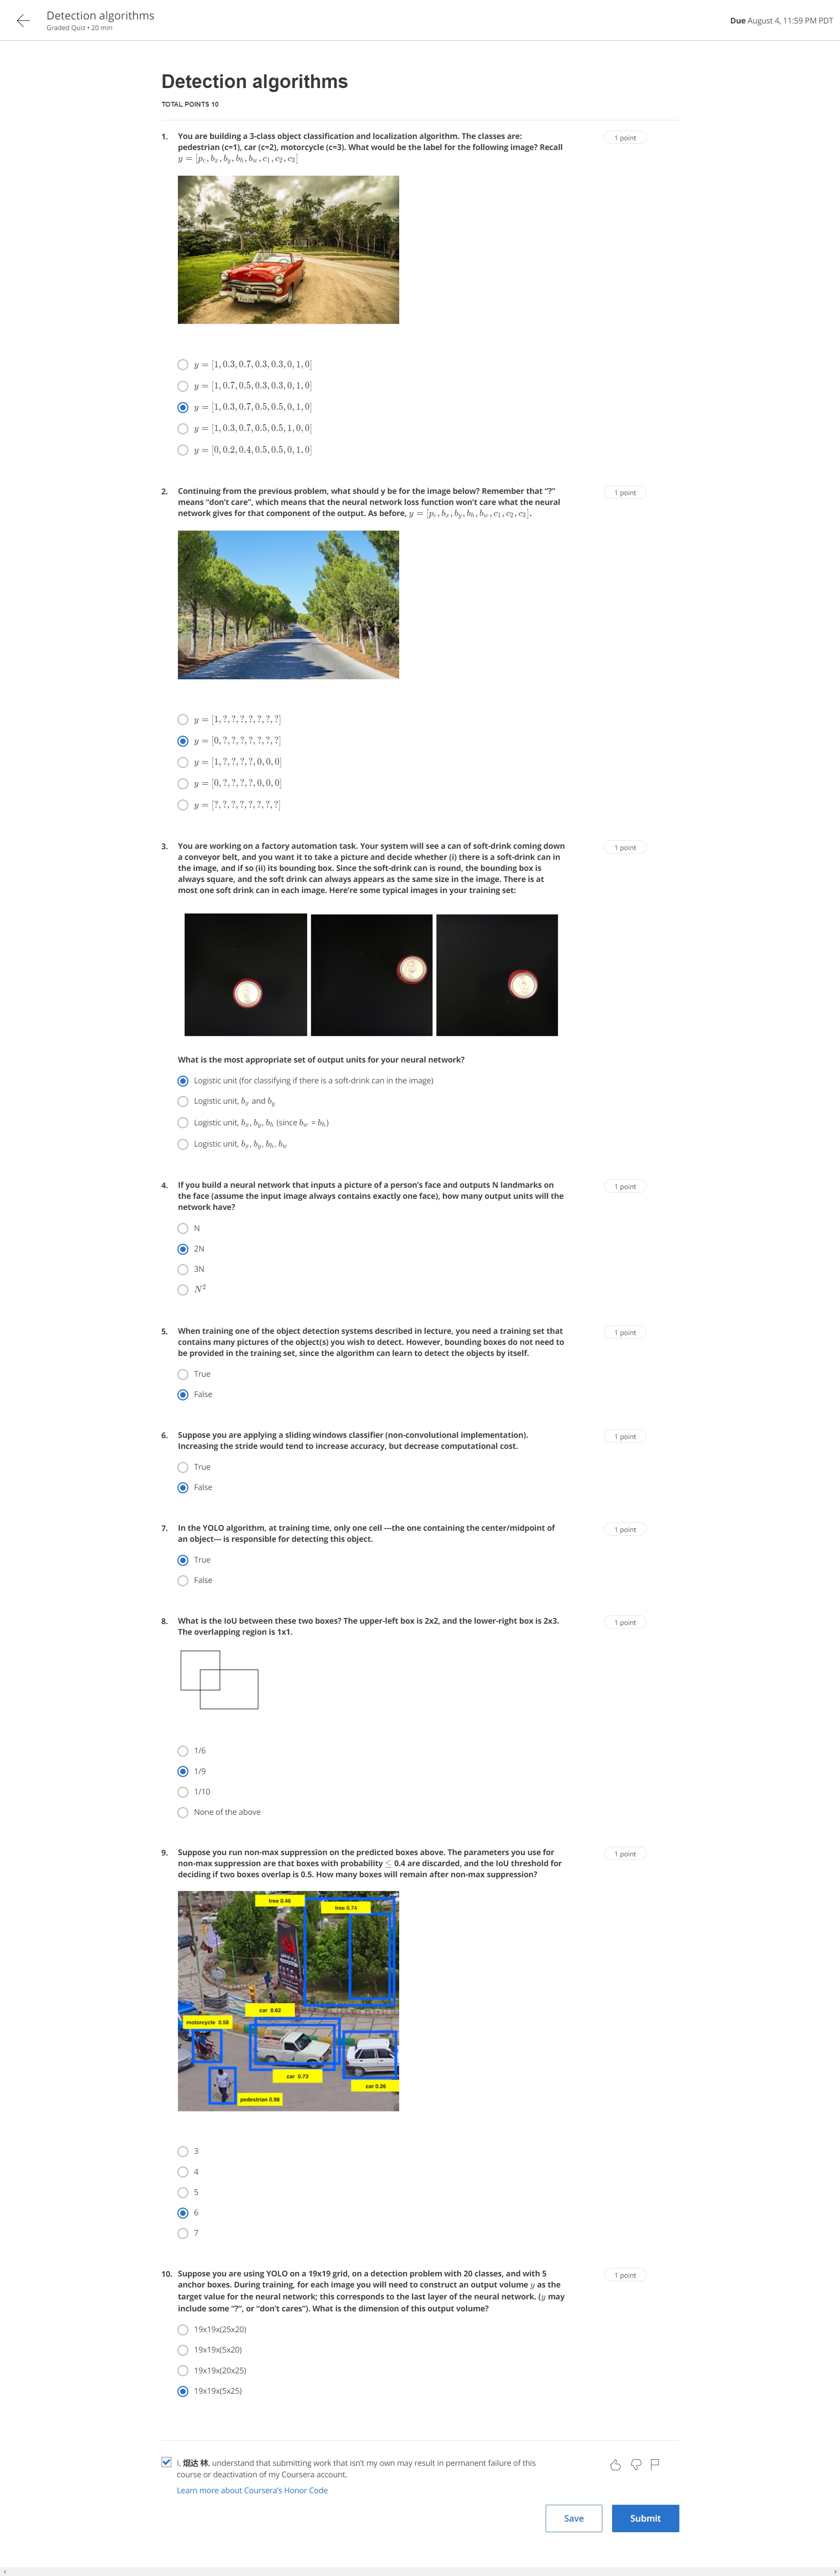 Detection algorithms
Graded Quiz • 20 min
Due August 4, 11:59 PM PDT
Detection algorithms
TOTAL POINTS 10
1. You are building a 3-class object classification and localization algorithm. The classes are: 1 point
pedestrian (c=1), car (c=2), motorcycle (c=3). What would be the label for the following image? Recall
y = [p_c, b_x, b_y, b_h, b_w, c_1, c_2, c_3]
y = [1, 0.3, 0.7, 0.3, 0.3, 0, 1, 0]
y = [1, 0.7, 0.5, 0.3, 0.3, 0, 1, 0]
y = [1, 0.3, 0.7, 0.5, 0.5, 0, 1, 0]
y = [1, 0.3, 0.7, 0.5, 0.5, 1, 0, 0]
y = [0, 0.2, 0.4, 0.5, 0.5, 0, 1, 0]
2. Continuing from the previous problem, what should y be for the image below? Remember that “?” 1 point
means “don’t care”, which means that the neural network loss function won’t care what the neural
network gives for that component of the output. As before, y = [p_c, b_x, b_y, b_h, b_w, c_1, c_2, c_3].
y = [1, ?, ?, ?, ?, ?, ?, ?]
y = [0, ?, ?, ?, ?, ?, ?, ?]
y = [1, ?, ?, ?, ?, 0, 0, 0]
y = [0, ?, ?, ?, ?, 0, 0, 0]
y = [?, ?, ?, ?, ?, ?, ?, ?]
3. You are working on a factory automation task. Your system will see a can of soft-drink coming down 1 point
a conveyor belt, and you want it to take a picture and decide whether (i) there is a soft-drink can in
the image, and if so (ii) its bounding box. Since the soft-drink can is round, the bounding box is
always square, and the soft drink can always appears as the same size in the image. There is at
most one soft drink can in each image. Here’re some typical images in your training set:
What is the most appropriate set of output units for your neural network?
Logistic unit (for classifying if there is a soft-drink can in the image)
Logistic unit, b_x and b_y
Logistic unit, b_x, b_y, b_h (since b_w = b_h)
Logistic unit, b_x, b_y, b_h, b_w
4. If you build a neural network that inputs a picture of a person’s face and outputs N landmarks on 1 point
the face (assume the input image always contains exactly one face), how many output units will the
network have?
N
2N
3N
N²
5. When training one of the object detection systems described in lecture, you need a training set that 1 point
contains many pictures of the object(s) you wish to detect. However, bounding boxes do not need to
be provided in the training set, since the algorithm can learn to detect the objects by itself.
True
False
6. Suppose you are applying a sliding windows classifier (non-convolutional implementation). 1 point
Increasing the stride would tend to increase accuracy, but decrease computational cost.
True
False
7. In the YOLO algorithm, at training time, only one cell ---the one containing the center/midpoint of 1 point
an object--- is responsible for detecting this object.
True
False
8. What is the IoU between these two boxes? The upper-left box is 2x2, and the lower-right box is 2x3. 1 point
The overlapping region is 1x1.
1/6
1/9
1/10
None of the above
9. Suppose you run non-max suppression on the predicted boxes above. The parameters you use for 1 point
non-max suppression are that boxes with probability ≤ 0.4 are discarded, and the IoU threshold for
deciding if two boxes overlap is 0.5. How many boxes will remain after non-max suppression?
tree 0.46
tree 0.74
car 0.62
motorcycle 0.58
car 0.73
car 0.26
pedestrian 0.98
3
4
5
6
7
10. Suppose you are using YOLO on a 19x19 grid, on a detection problem with 20 classes, and with 5 1 point
anchor boxes. During training, for each image you will need to construct an output volume y as the
target value for the neural network; this corresponds to the last layer of the neural network. (y may
include some “?”, or “don’t cares”). What is the dimension of this output volume?
19x19x(25x20)
19x19x(5x20)
19x19x(20x25)
19x19x(5x25)
I, 焜达 林, understand that submitting work that isn’t my own may result in permanent failure of this
course or deactivation of my Coursera account.
Learn more about Coursera’s Honor Code
Save
Submit